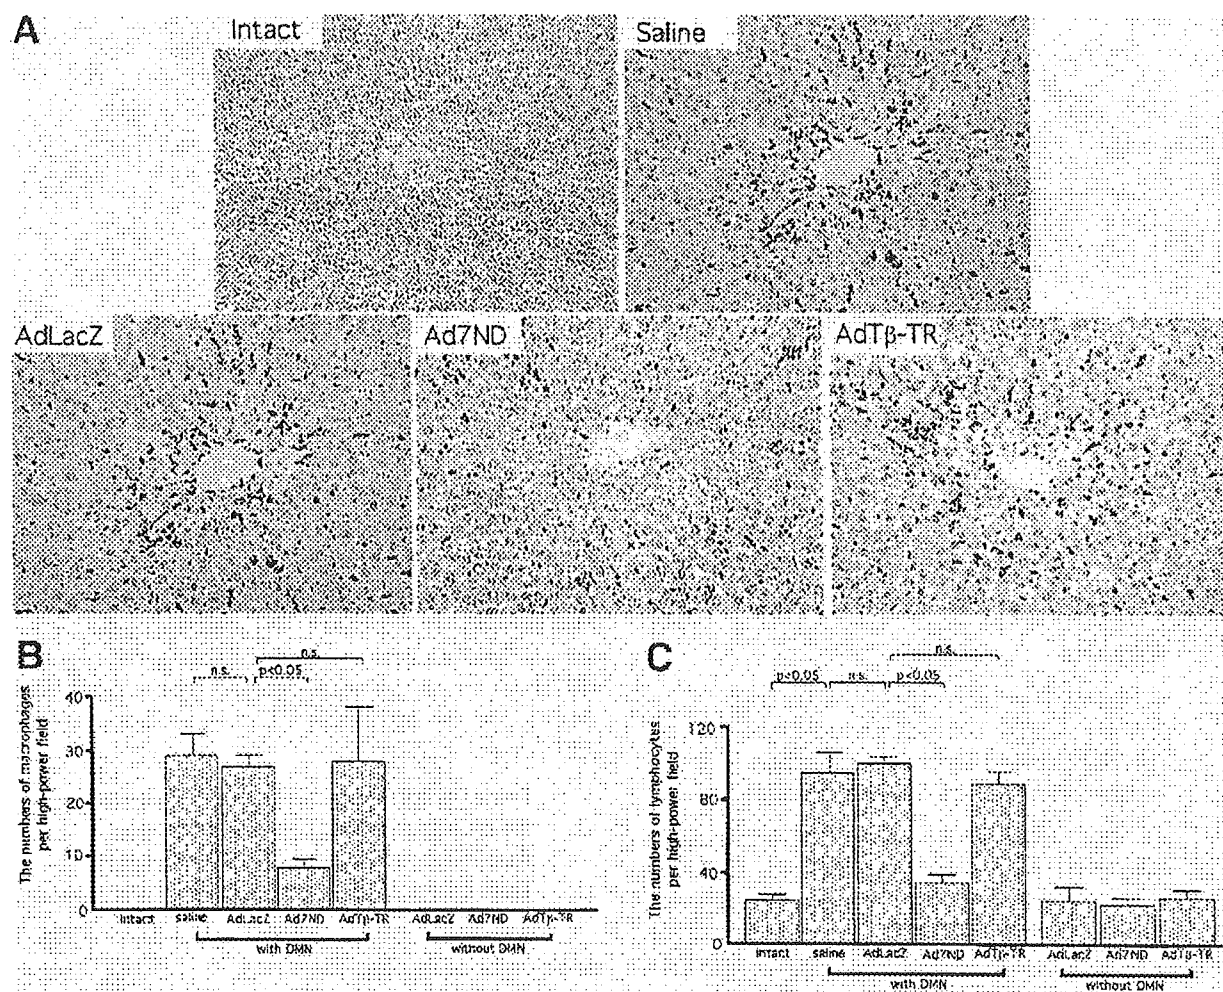 A
Intact
Saline
AdLacZ
Ad7ND
AdTβ-TR
B
n.s.
n.s.
p<0.05
The numbers of macrophages
per high-power field
40
30
20
10
0
Intact
saline
AdLacZ
Ad7ND
AdTβ-TR
AdLacZ
Ad7ND
AdTβ-TR
with DMN
without DMN
C
n.s.
p<0.05
n.s.
p<0.05
The numbers of lymphocytes
per high-power field
120
80
40
0
intact
saline
AdLacZ
Ad7ND
AdTβ-TR
AdLacZ
Ad7ND
AdTβ-TR
with DMN
without DMN